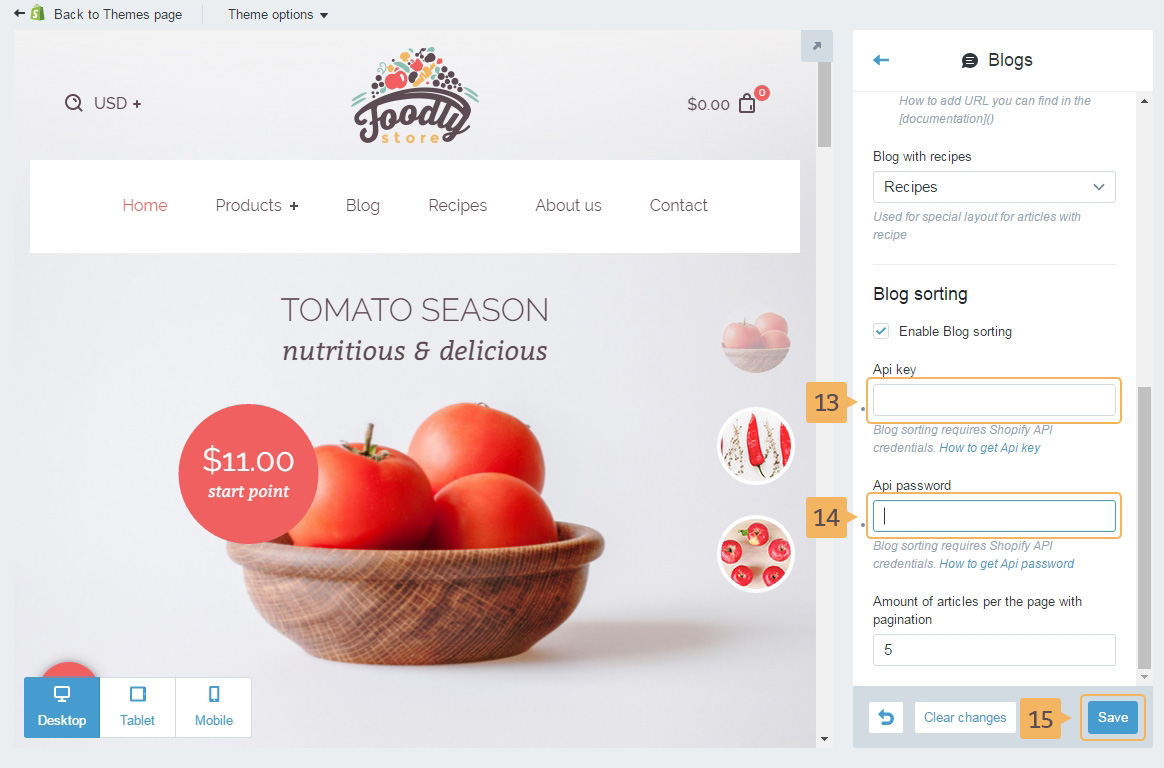 Back to Themes page
Theme options
USD +
Foodly
store
$0.00
0
Home
Products +
Blog
Recipes
About us
Contact
TOMATO SEASON
nutritious & delicious
$11.00
start point
Desktop
Tablet
Mobile
Blogs
How to add URL you can find in the
[documentation]()
Blog with recipes
Recipes
Used for special layout for articles with
recipe
Blog sorting
Enable Blog sorting
Api key
13
Blog sorting requires Shopify API
credentials. How to get Api key
Api password
14
Blog sorting requires Shopify API
credentials. How to get Api password
Amount of articles per the page with
pagination
5
Clear changes
15
Save